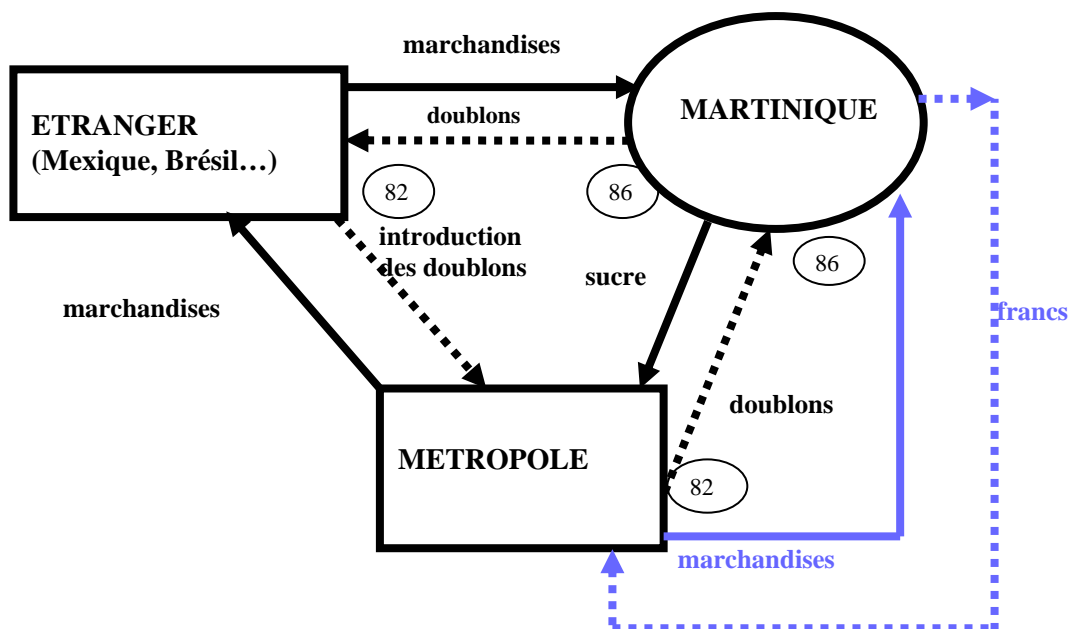 marchandises
ETRANGER
(Mexique, Brésil…)
doublons
MARTINIQUE
82
86
introduction
des doublons
86
sucre
marchandises
francs
doublons
METROPOLE
82
marchandises